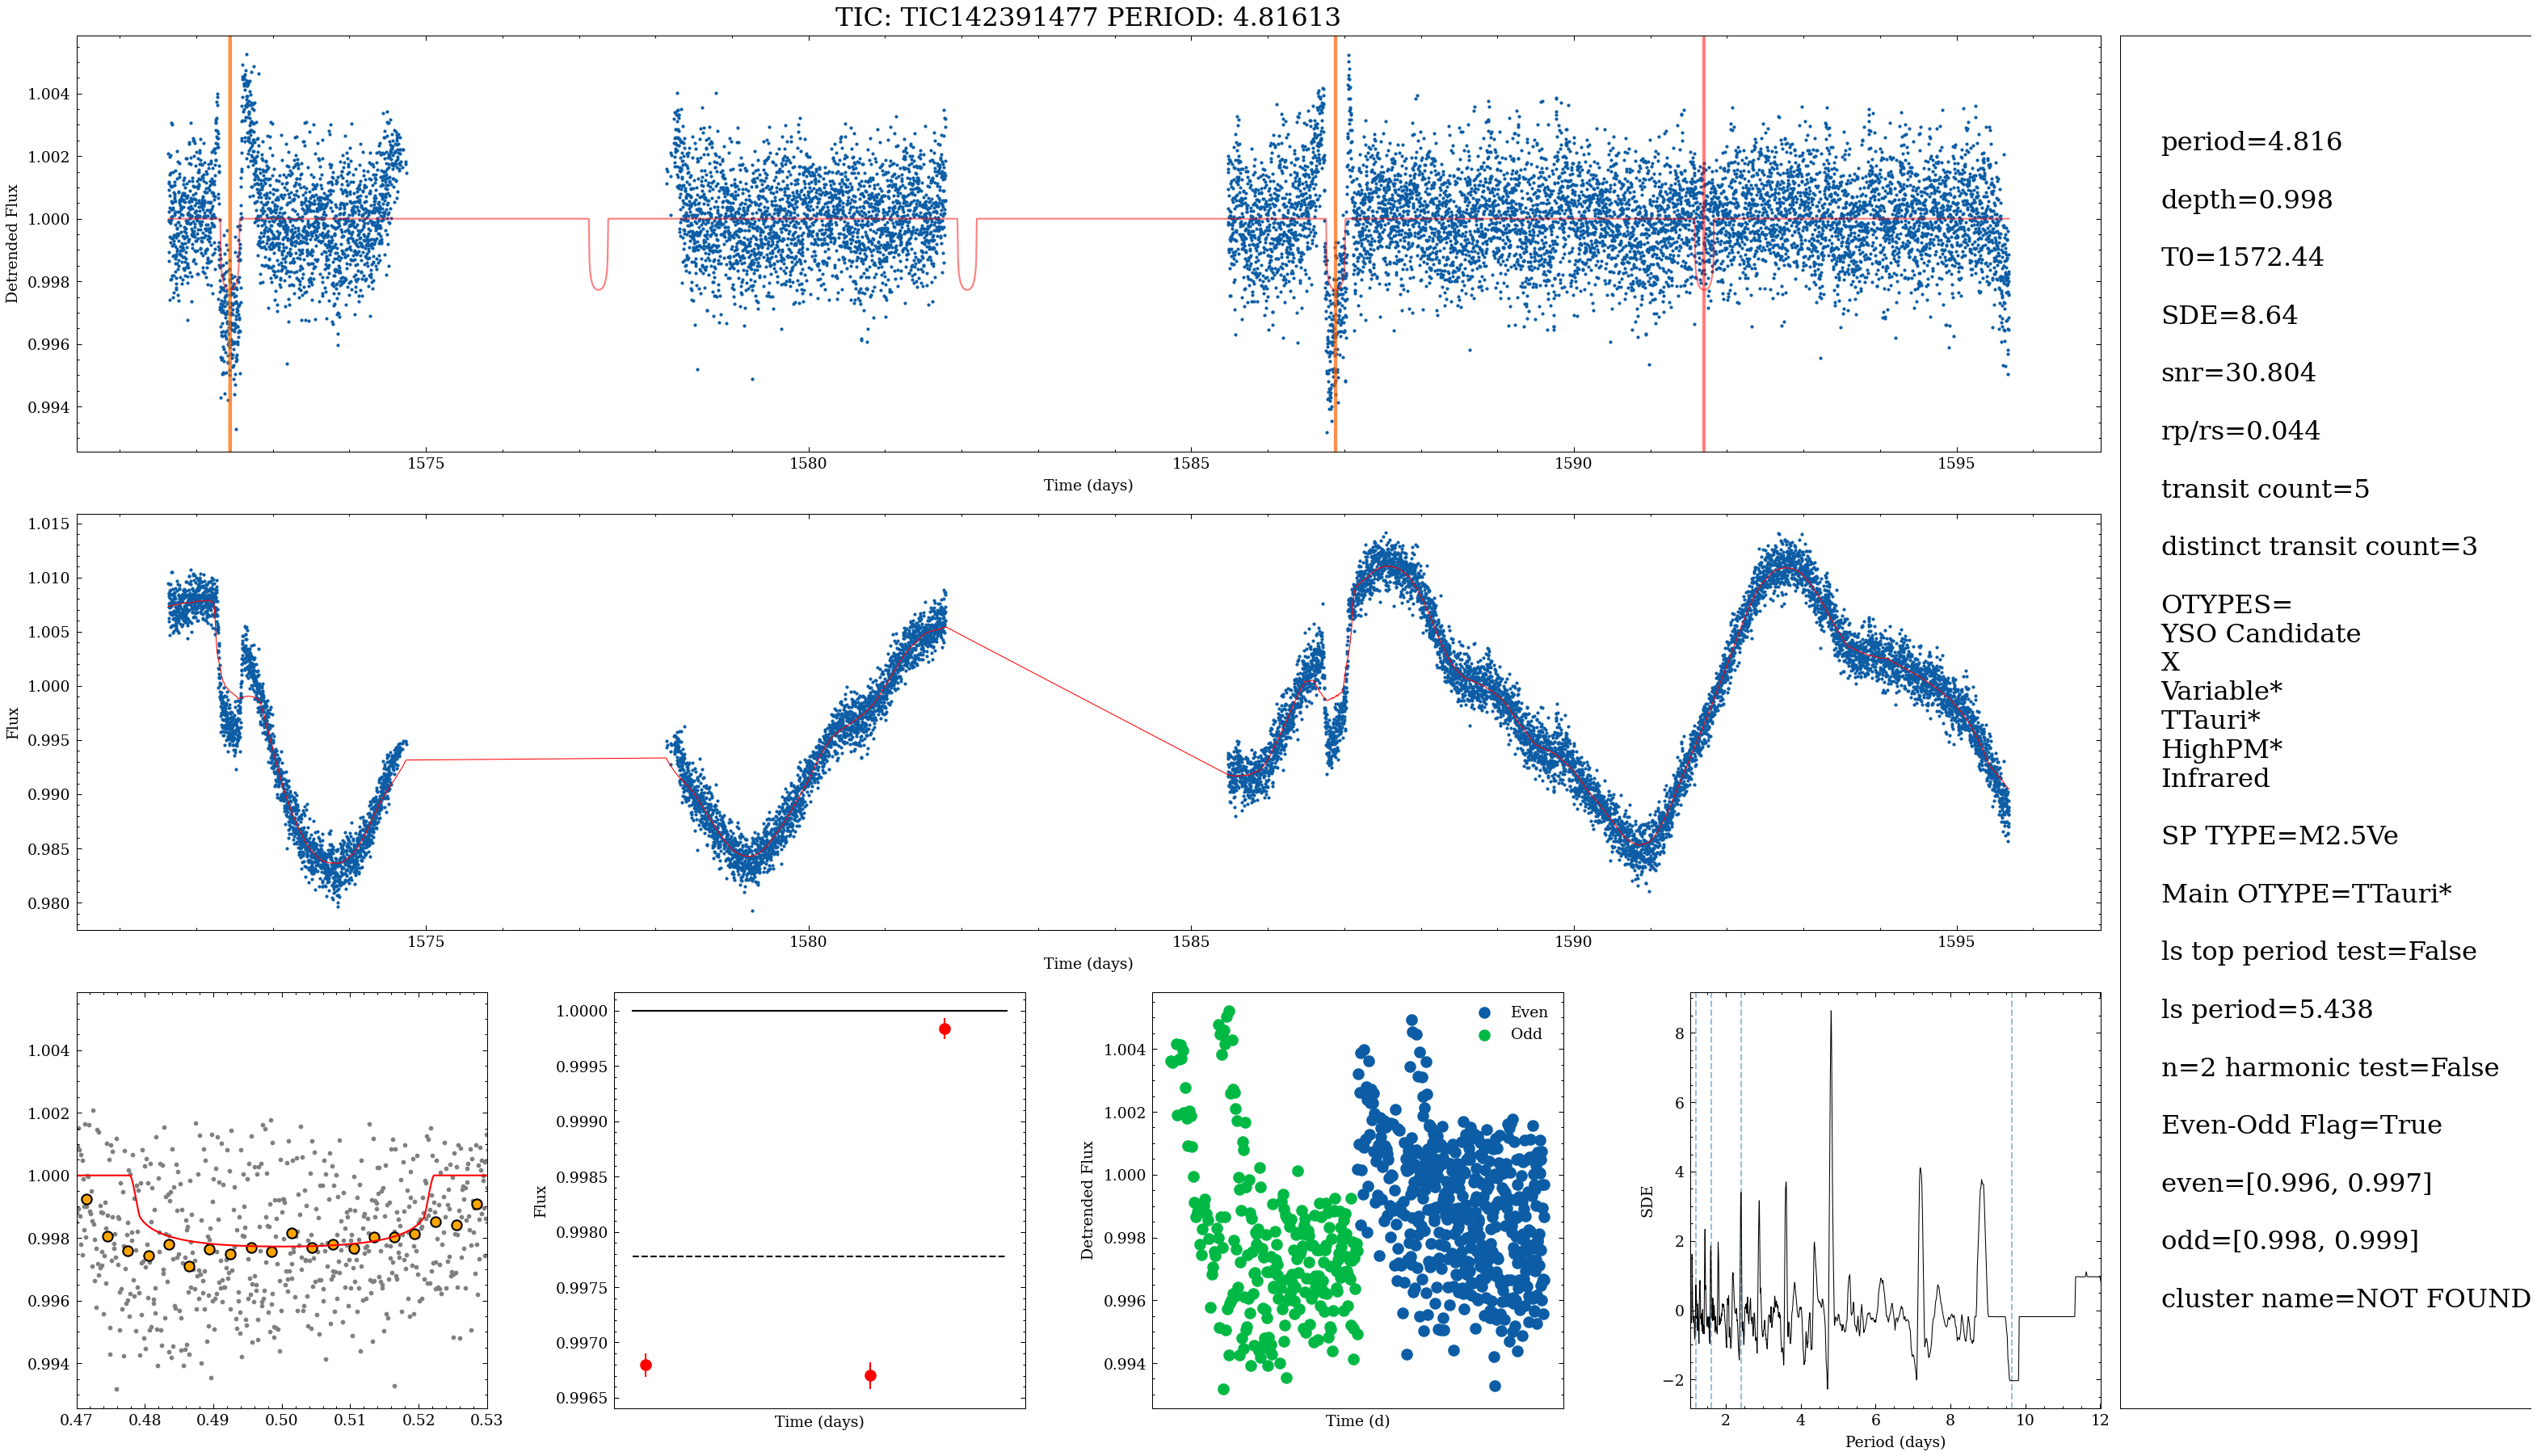 TIC: TIC142391477 PERIOD: 4.81613
1.004
1.002
1.000
0.998
0.996
0.994
Detrended Flux
1575
1580
1585
1590
1595
Time (days)
1.015
1.010
1.005
1.000
0.995
0.990
0.985
0.980
Flux
1575
1580
1585
1590
1595
Time (days)
1.004
1.002
1.000
0.998
0.996
0.994
0.47
0.48
0.49
0.50
0.51
0.52
0.53
1.0000
0.9995
0.9990
0.9985
0.9980
0.9975
0.9970
0.9965
Flux
Time (days)
1.004
1.002
1.000
0.998
0.996
0.994
Detrended Flux
Even
Odd
Time (d)
8
6
4
2
0
−2
SDE
2
4
6
8
10
12
Period (days)
period=4.816
depth=0.998
T0=1572.44
SDE=8.64
snr=30.804
rp/rs=0.044
transit count=5
distinct transit count=3
OTYPES=
YSO Candidate
X
Variable*
TTauri*
HighPM*
Infrared
SP TYPE=M2.5Ve
Main OTYPE=TTauri*
ls top period test=False
ls period=5.438
n=2 harmonic test=False
Even-Odd Flag=True
even=[0.996, 0.997]
odd=[0.998, 0.999]
cluster name=NOT FOUND